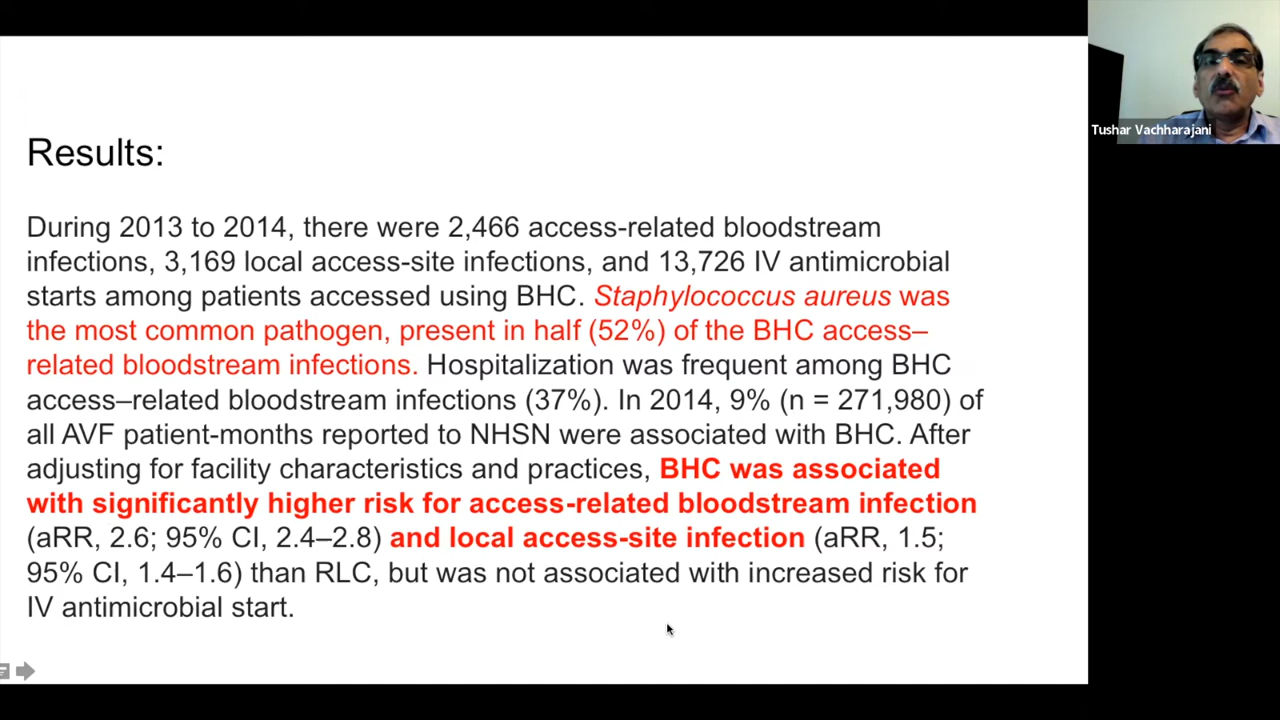 Results:
During 2013 to 2014, there were 2,466 access-related bloodstream
infections, 3,169 local access-site infections, and 13,726 IV antimicrobial
starts among patients accessed using BHC. Staphylococcus aureus was
the most common pathogen, present in half (52%) of the BHC access–
related bloodstream infections. Hospitalization was frequent among BHC
access–related bloodstream infections (37%). In 2014, 9% (n = 271,980) of
all AVF patient-months reported to NHSN were associated with BHC. After
adjusting for facility characteristics and practices, BHC was associated
with significantly higher risk for access-related bloodstream infection
(aRR, 2.6; 95% CI, 2.4–2.8) and local access-site infection (aRR, 1.5;
95% CI, 1.4–1.6) than RLC, but was not associated with increased risk for
IV antimicrobial start.
Tushar Vachharajani